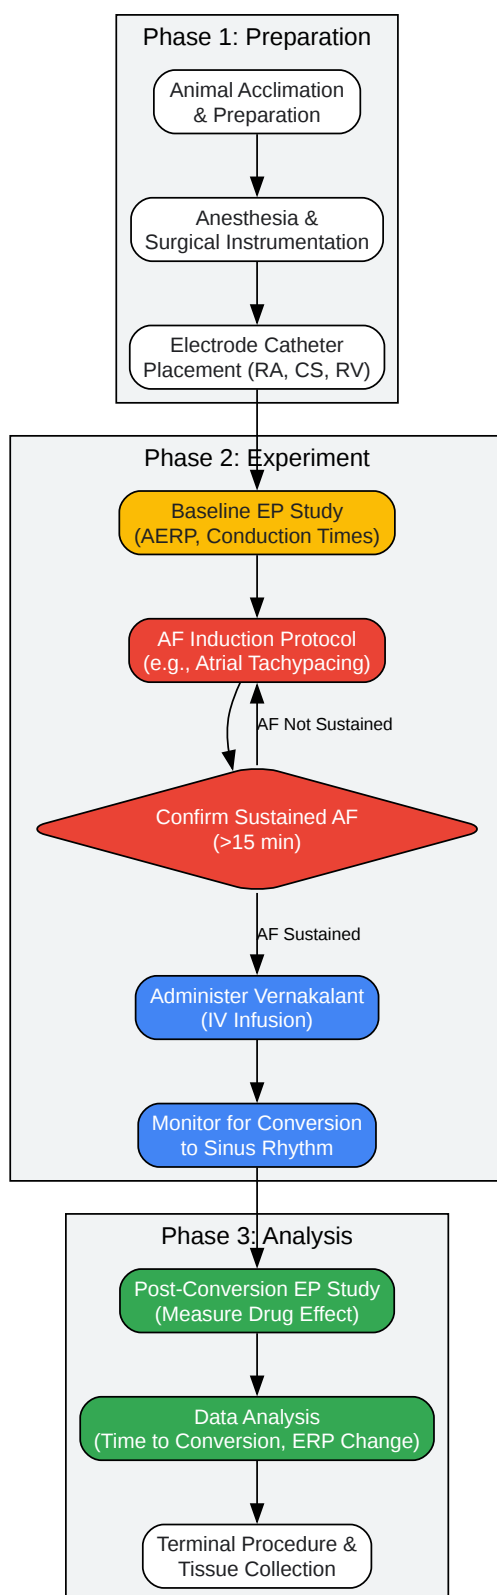 Phase 1: Preparation
Animal Acclimation
& Preparation
Anesthesia &
Surgical Instrumentation
Electrode Catheter
Placement (RA, CS, RV)
Phase 2: Experiment
Baseline EP Study
(AERP, Conduction Times)
AF Induction Protocol
(e.g., Atrial Tachypacing)
AF Not Sustained
Confirm Sustained AF
(>15 min)
AF Sustained
Administer Vernakalant
(IV Infusion)
Monitor for Conversion
to Sinus Rhythm
Phase 3: Analysis
Post-Conversion EP Study
(Measure Drug Effect)
Data Analysis
(Time to Conversion, ERP Change)
Terminal Procedure &
Tissue Collection